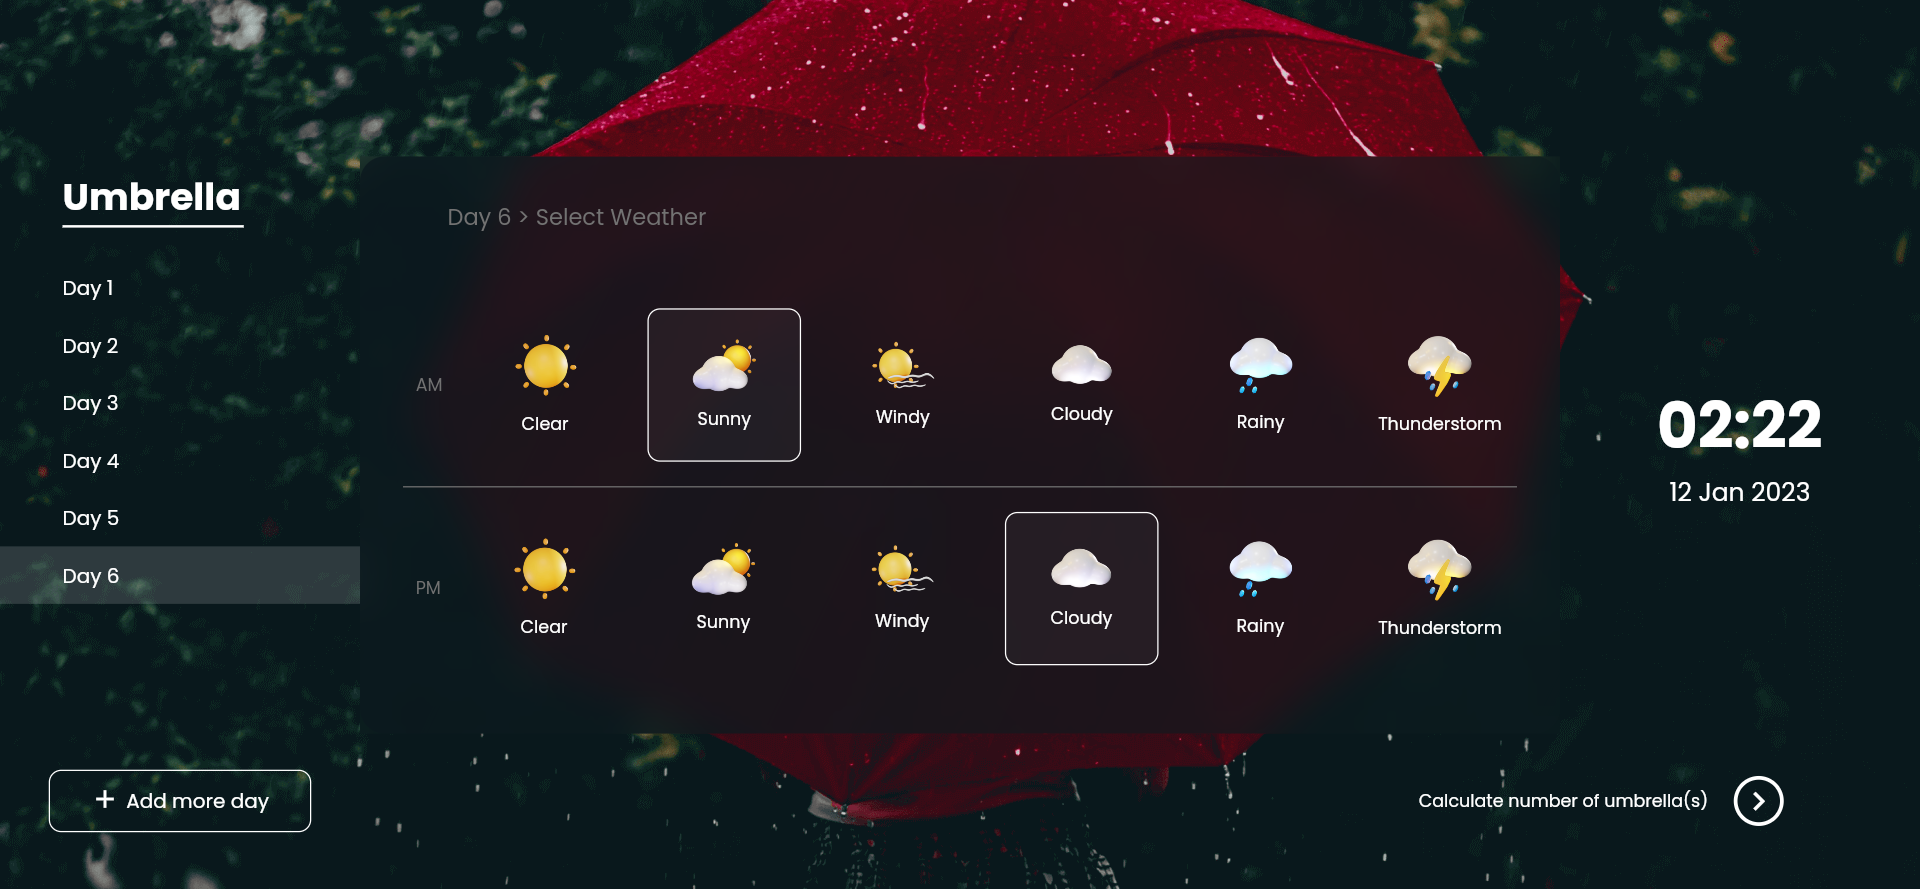 Umbrella
Day 1
Day 2
Day 3
Day 4
Day 5
Day 6
+ Add more day
Day 6 > Select Weather
AM
Clear
Sunny
Windy
Cloudy
Rainy
Thunderstorm
PM
Clear
Sunny
Windy
Cloudy
Rainy
Thunderstorm
02:22
12 Jan 2023
Calculate number of umbrella(s)